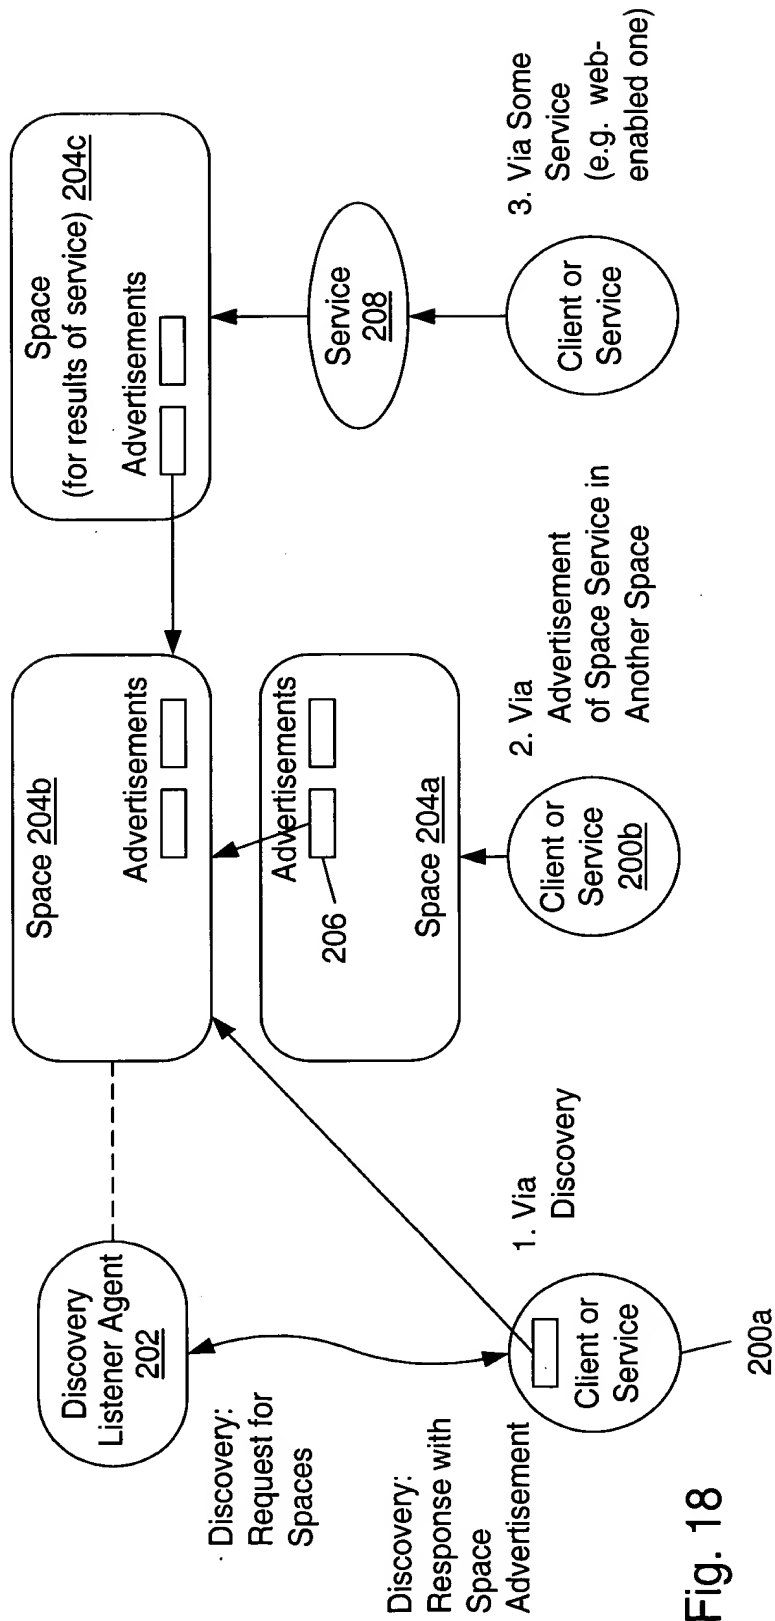 Discovery
Listener Agent
202
Discovery:
Request for
Spaces
Discovery:
Response with
Space
Advertisement
Client or
Service
200a
1. Via
Discovery
Space 204b
Advertisements
Advertisements
206
Space 204a
Client or
Service
200b
2. Via
Advertisement
of Space Service in
Another Space
Space
(for results of service) 204c
Advertisements
Service
208
Client or
Service
3. Via Some
Service
(e.g. web-
enabled one)
Fig. 18